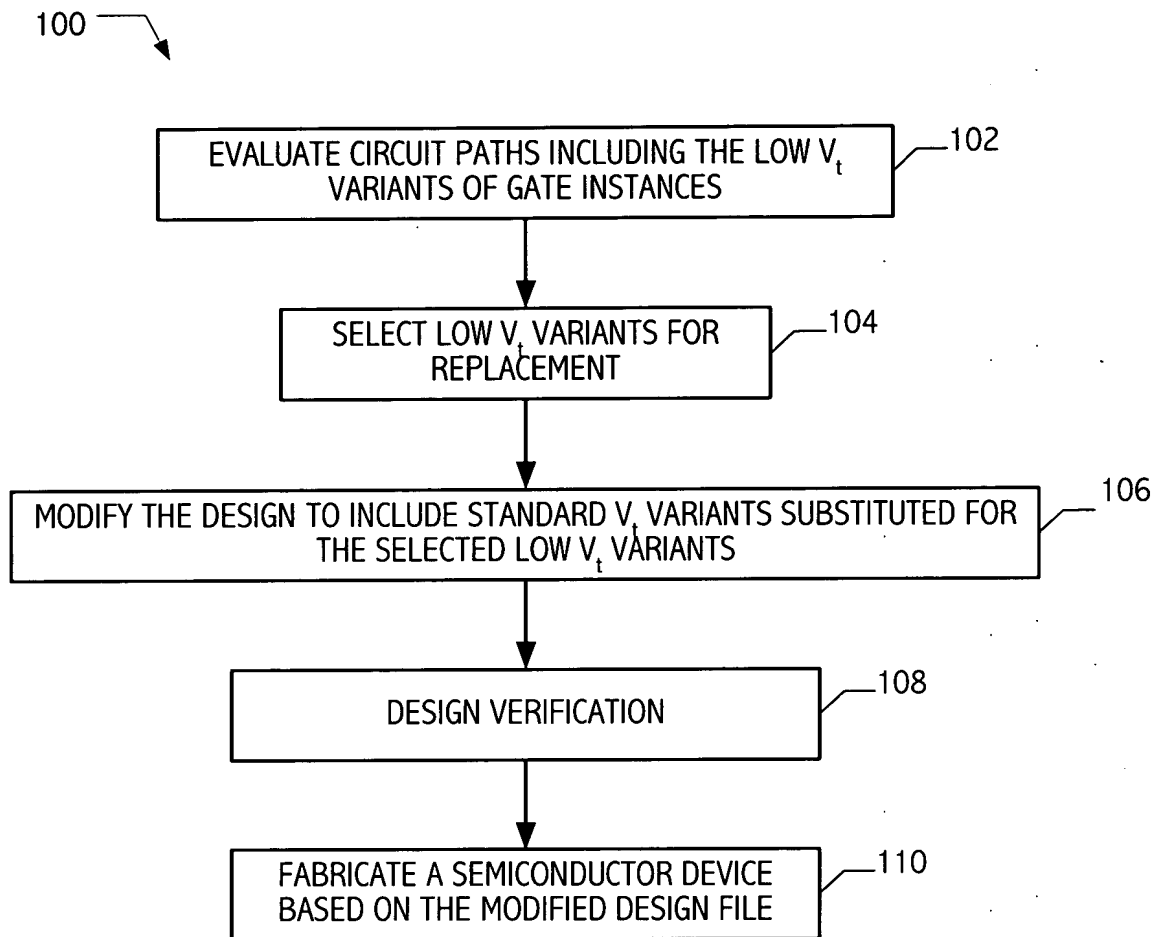 100
EVALUATE CIRCUIT PATHS INCLUDING THE LOW Vt
VARIANTS OF GATE INSTANCES
102
SELECT LOW Vt VARIANTS FOR
REPLACEMENT
104
MODIFY THE DESIGN TO INCLUDE STANDARD Vt VARIANTS SUBSTITUTED FOR
THE SELECTED LOW Vt VARIANTS
106
DESIGN VERIFICATION
108
FABRICATE A SEMICONDUCTOR DEVICE
BASED ON THE MODIFIED DESIGN FILE
110